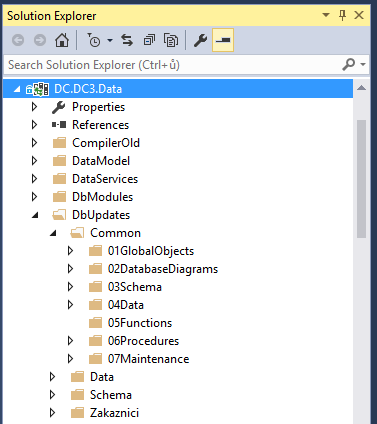 Solution Explorer
Search Solution Explorer (Ctrl+ů)
DC.DC3.Data
Properties
References
CompilerOld
DataModel
DataServices
DbModules
DbUpdates
Common
01GlobalObjects
02DatabaseDiagrams
03Schema
04Data
05Functions
06Procedures
07Maintenance
Data
Schema
Zakaznici